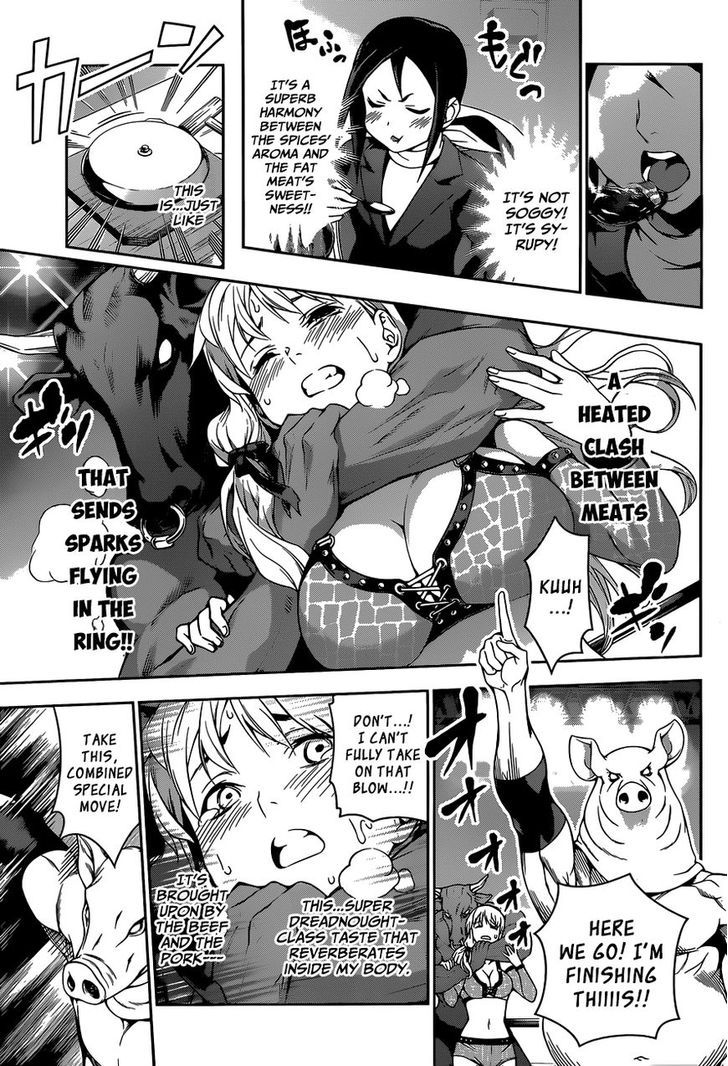 もぐっ
ほふっ
IT'S NOT
SOGGY!
IT'S SY-
RUPY!
IT'S A
SUPERB
HARMONY
BETWEEN
THE SPICES'
AROMA AND
THE FAT
MEAT'S
SWEET-
NESS!!
カーン
THIS
IS...JUST
LIKE
A
HEATED
CLASH
BETWEEN
MEATS
THAT
SENDS
SPARKS
FLYING
IN THE
RING!!
KUUH
...!
HERE
WE GO! I'M
FINISHING
THIIIIS!!
DON'T...!
I CAN'T
FULLY TAKE
ON THAT
BLOW...!!
THIS...SUPER
DREADNOUGHT-
CLASS TASTE THAT
REVERBERATES
INSIDE MY BODY.
IT'S
BROUGHT
UPON BY
THE BEEF
AND THE
PORK---
TAKE
THIS,
COMBINED
SPECIAL
MOVE!